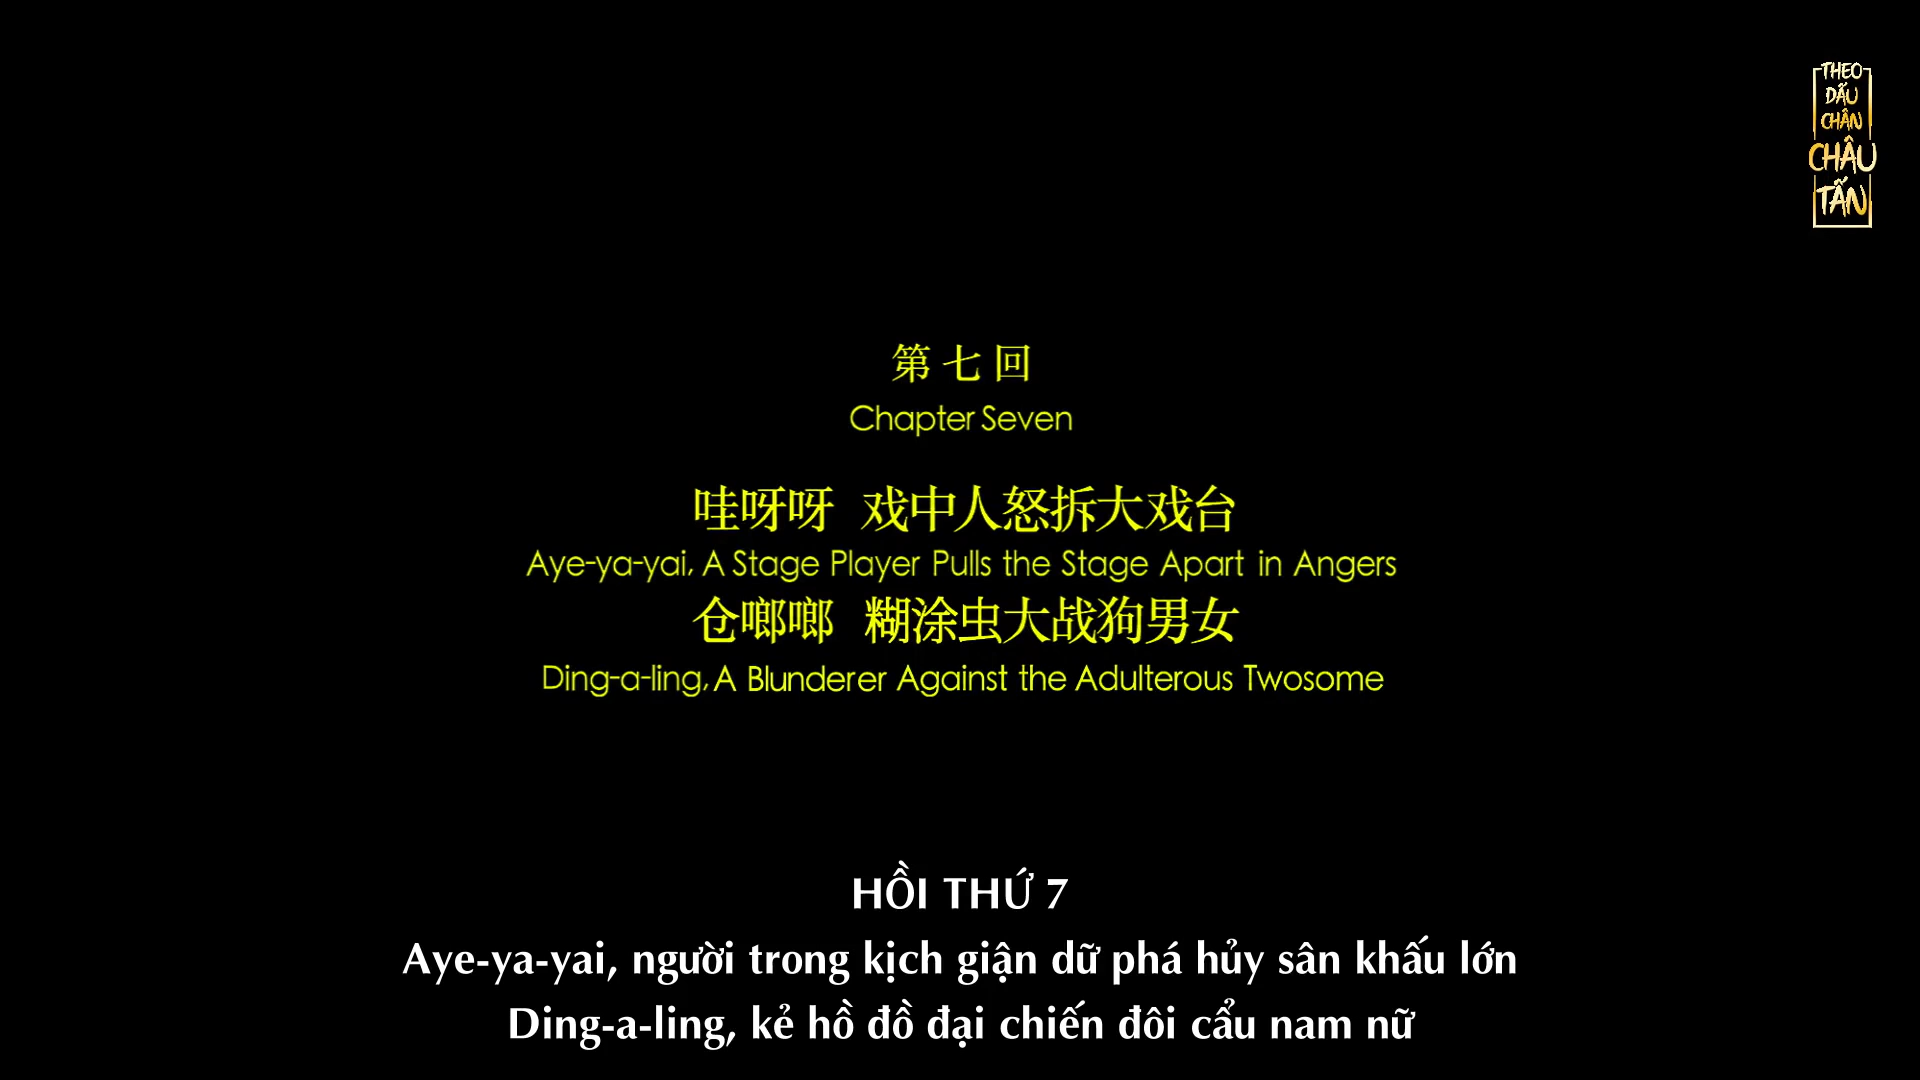 THEO
DẤU
CHÂN
CHÂU
TẤN
第七回
Chapter Seven
哇呀呀 戏中人怒拆大戏台
Aye-ya-yai, A Stage Player Pulls the Stage Apart in Angers
仓啷啷 糊涂虫大战狗男女
Ding-a-ling, A Blunderer Against the Adulterous Twosome
HỒI THỨ 7
Aye-ya-yai, người trong kịch giận dữ phá hủy sân khấu lớn
Ding-a-ling, kẻ hồ đồ đại chiến đôi cẩu nam nữ